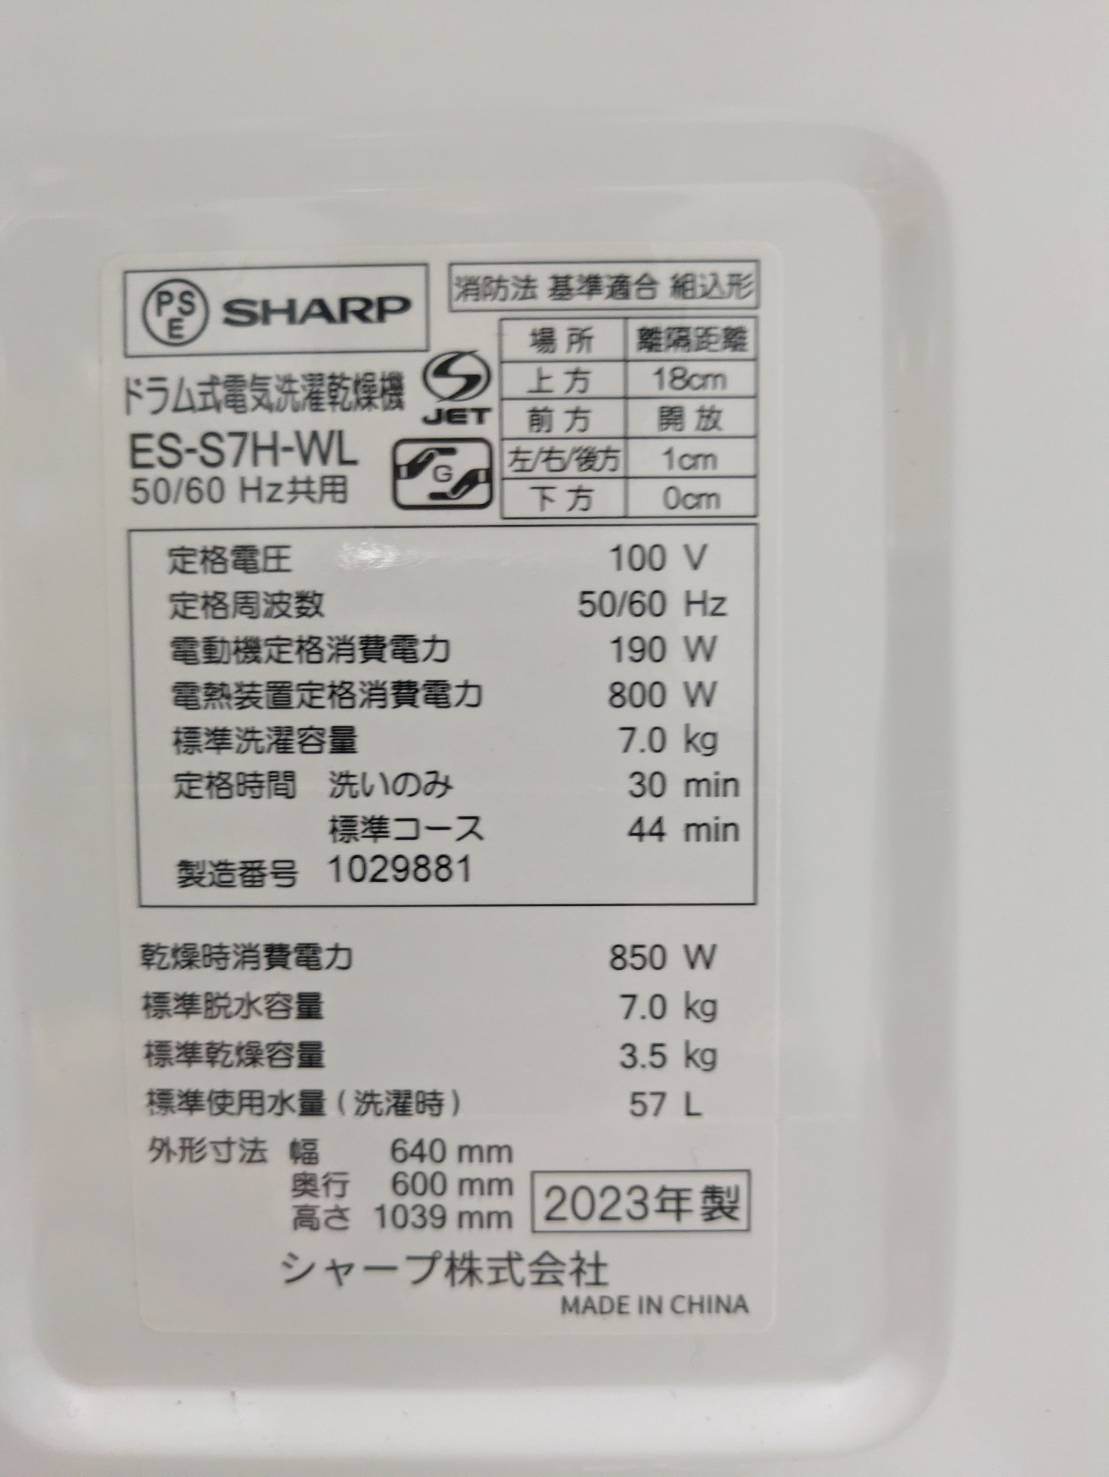 PS
E
SHARP
消防法 基準適合 組込形
場所 離隔距離
上方 18cm
前方 開放
左/右/後方 1cm
下方 0cm
ドラム式電気洗濯乾燥機
S
JET
ES-S7H-WL
50/60 Hz共用
G
定格電圧 100 V
定格周波数 50/60 Hz
電動機定格消費電力 190 W
電熱装置定格消費電力 800 W
標準洗濯容量 7.0 kg
定格時間 洗いのみ 30 min
標準コース 44 min
製造番号 1029881
乾燥時消費電力 850 W
標準脱水容量 7.0 kg
標準乾燥容量 3.5 kg
標準使用水量(洗濯時) 57 L
外形寸法 幅 640 mm
奥行 600 mm
高さ 1039 mm
2023年製
シャープ株式会社
MADE IN CHINA